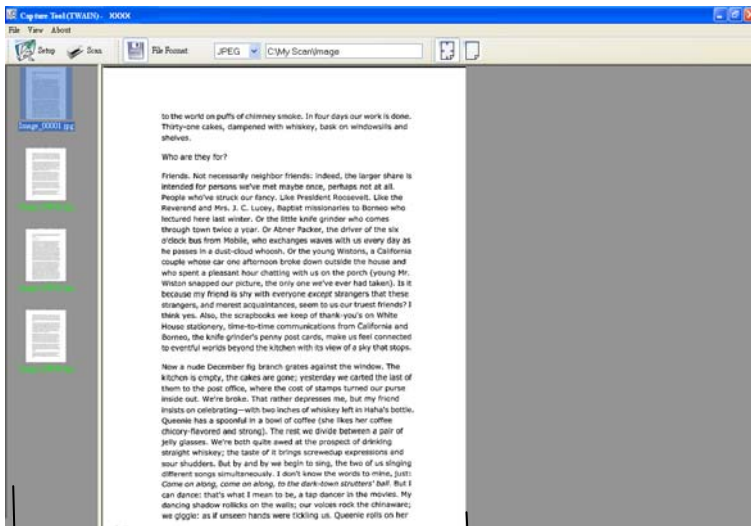 Capture Tool(TWAIN) - XXXX
File View About
Setup Scan File Format JPEG C:\My Scan\Image
Image_00001.jpg
to the world on puffs of chimney smoke. In four days our work is done.
Thirty-one cakes, dampened with whiskey, bask on windowsills and
shelves.
Who are they for?
Friends. Not necessarily neighbor friends: indeed, the larger share is
intended for persons we've met maybe once, perhaps not at all.
People who've struck our fancy. Like President Roosevelt. Like the
Reverend and Mrs. J. C. Lucey, Baptist missionaries to Borneo who
lectured here last winter. Or the little knife grinder who comes
through town twice a year. Or Abner Packer, the driver of the six
o'clock bus from Mobile, who exchanges waves with us every day as
he passes in a dust-cloud whoosh. Or the young Wistons, a California
couple whose car one afternoon broke down outside the house and
who spent a pleasant hour chatting with us on the porch (young Mr.
Wiston snapped our picture, the only one we've ever had taken). Is it
because my friend is shy with everyone except strangers that these
strangers, and merest acquaintances, seem to us our truest friends? I
think yes. Also, the scrapbooks we keep of thank-you's on White
House stationery, time-to-time communications from California and
Borneo, the knife grinder's penny post cards, make us feel connected
to eventful worlds beyond the kitchen with its view of a sky that stops.
Now a nude December fig branch grates against the window. The
kitchen is empty, the cakes are gone; yesterday we carted the last of
them to the post office, where the cost of stamps turned our purse
inside out. We're broke. That rather depresses me, but my friend
insists on celebrating—with two inches of whiskey left in Haha's bottle.
Queenie has a spoonful in a bowl of coffee (she likes her coffee
chicory-flavored and strong). The rest we divide between a pair of
jelly glasses. We're both quite awed at the prospect of drinking
straight whiskey; the taste of it brings screwedup expressions and
sour shudders. But by and by we begin to sing, the two of us singing
different songs simultaneously. I don't know the words to mine, just:
Come on along, come on along, to the dark-town strutters' ball. But I
can dance: that's what I mean to be, a tap dancer in the movies. My
dancing shadow rollicks on the walls; our voices rock the chinaware;
we giggle: as if unseen hands were tickling us. Queenie rolls on her